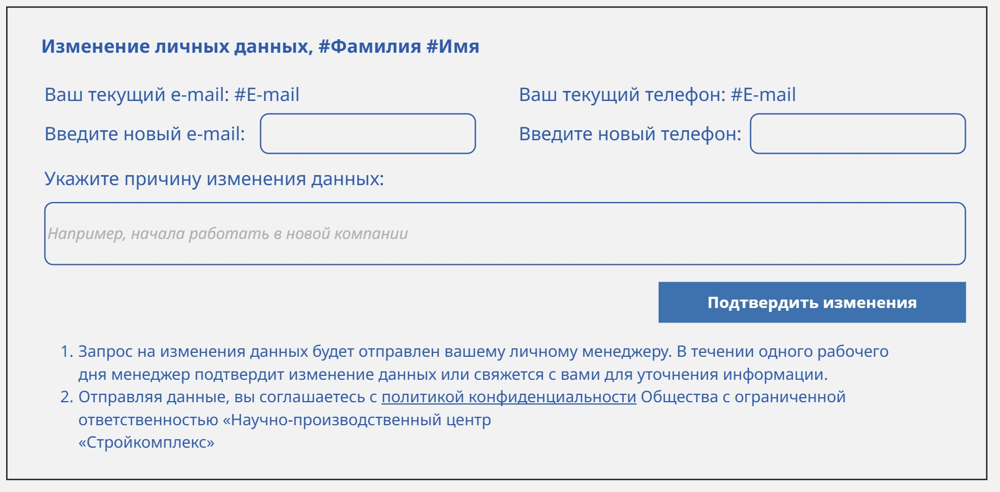 Изменение личных данных, #Фамилия #Имя
Ваш текущий e-mail: #E-mail
Ваш текущий телефон: #E-mail
Введите новый e-mail:
Введите новый телефон:
Укажите причину изменения данных:
Например, начала работать в новой компании
Подтвердить изменения
1. Запрос на изменения данных будет отправлен вашему личному менеджеру. В течении одного рабочего
дня менеджер подтвердит изменение данных или свяжется с вами для уточнения информации.
2. Отправляя данные, вы соглашаетесь с политикой конфиденциальности Общества с ограниченной
ответственностью «Научно-производственный центр
«Стройкомплекс»